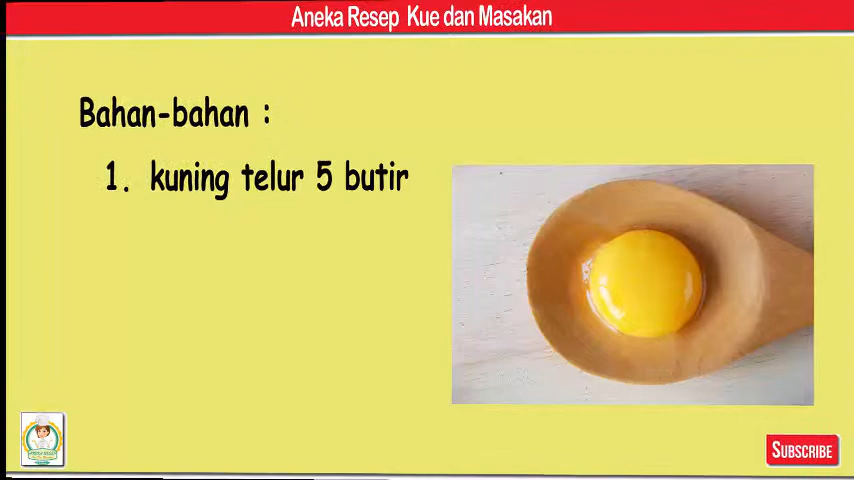 Aneka Resep Kue dan Masakan
Bahan-bahan :
1. kuning telur 5 butir
SUBSCRIBE